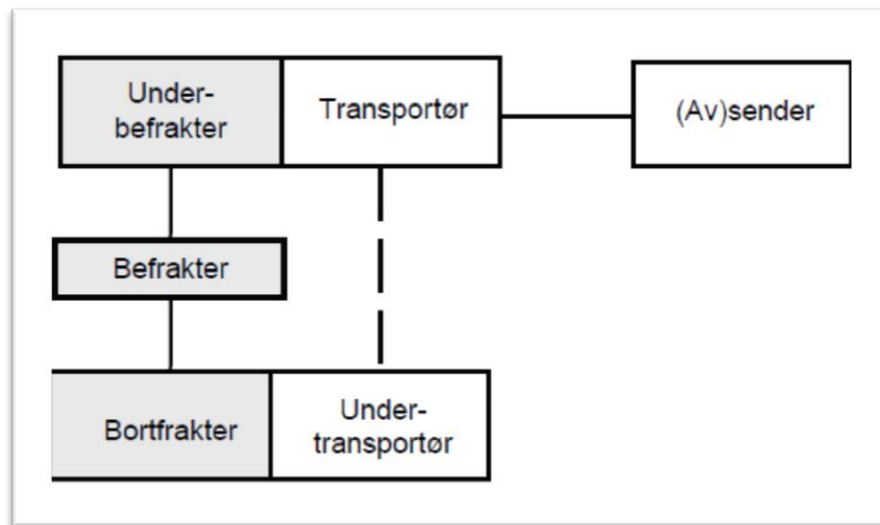 Under-
befrakter
Transportør
(Av)sender
Befrakter
Bortfrakter
Under-
transportør